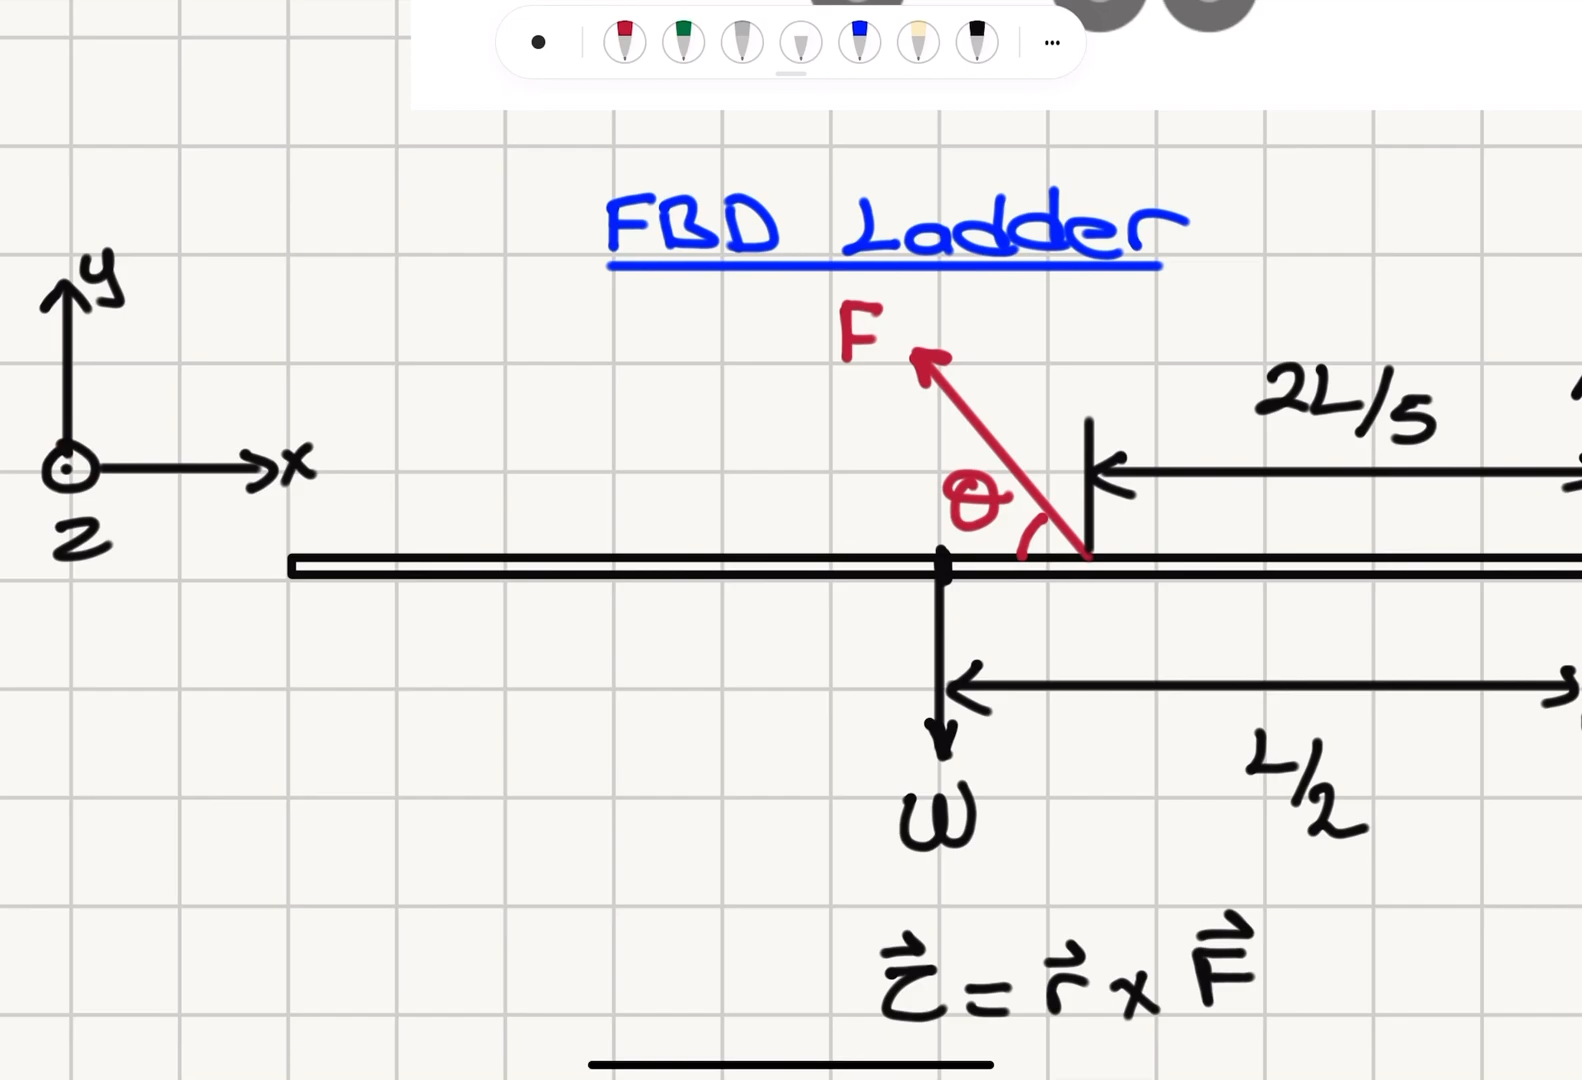 FBD Ladder
y
F
2L/5
x
θ
z
L/2
W
τ⃗ = r⃗ x F⃗